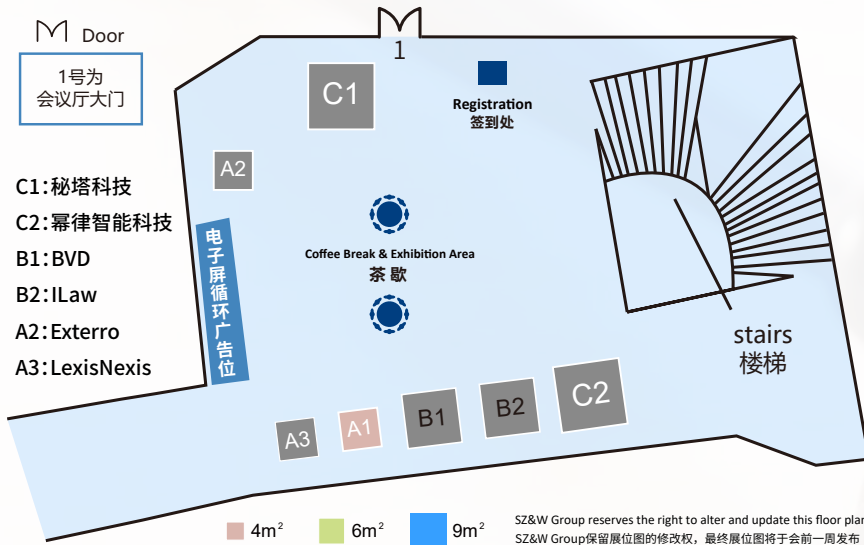 Door
1号为
会议厅大门
1
C1
Registration
签到处
A2
C1:秘塔科技
C2:幂律智能科技
B1:BVD
B2:ILaw
A2:Exterro
A3:LexisNexis
电子屏循环广告位
Coffee Break & Exhibition Area
茶 歇
stairs
楼梯
A3
A1
B1
B2
C2
4m²
6m²
9m²
SZ&W Group reserves the right to alter and update this floor plan
SZ&W Group保留展位图的修改权，最终展位图将于会前一周发布